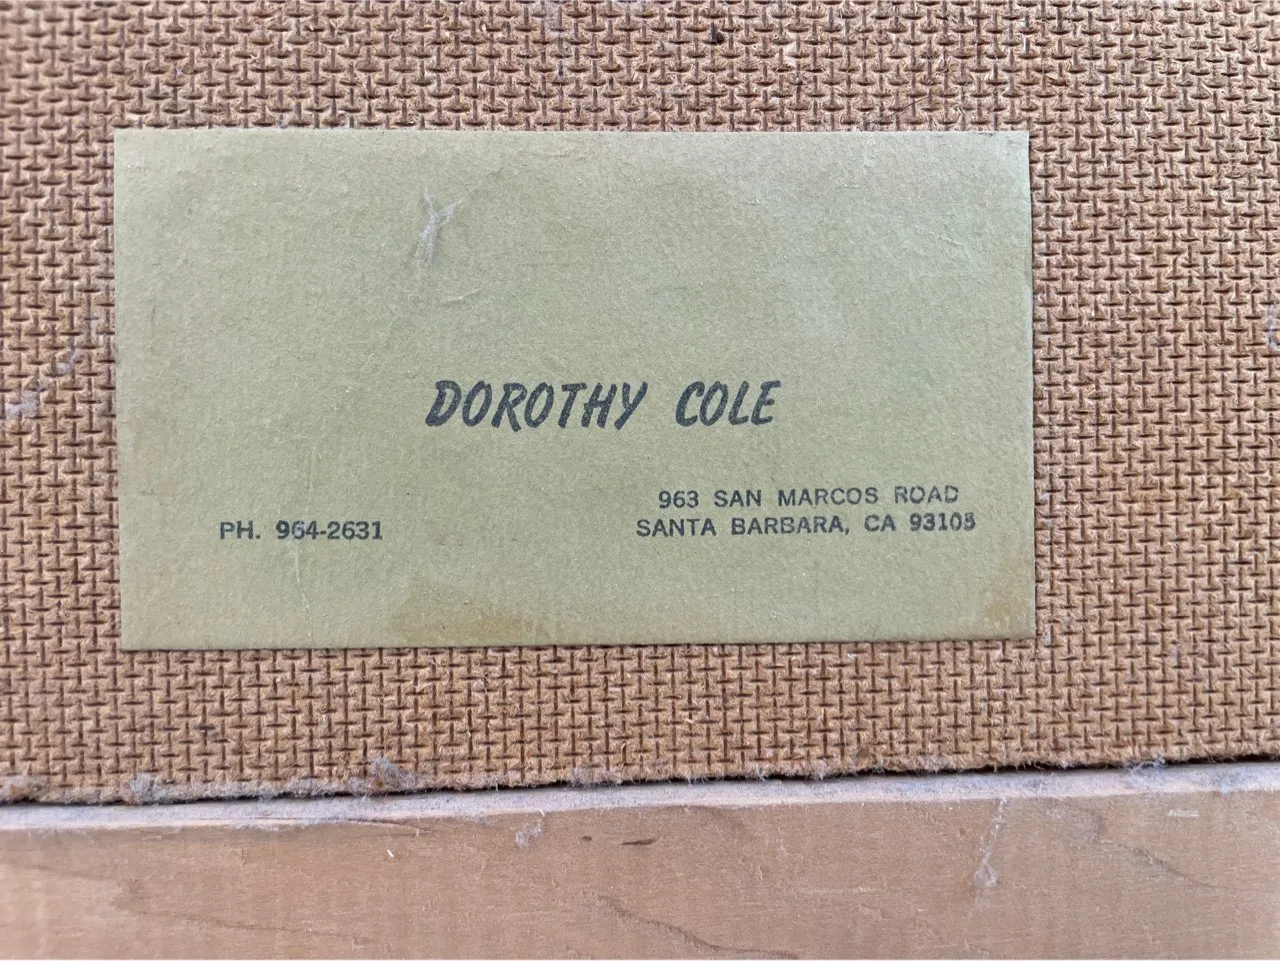 DOROTHY COLE
963 SAN MARCOS ROAD
PH. 964-2631 SANTA BARBARA, CA 93105